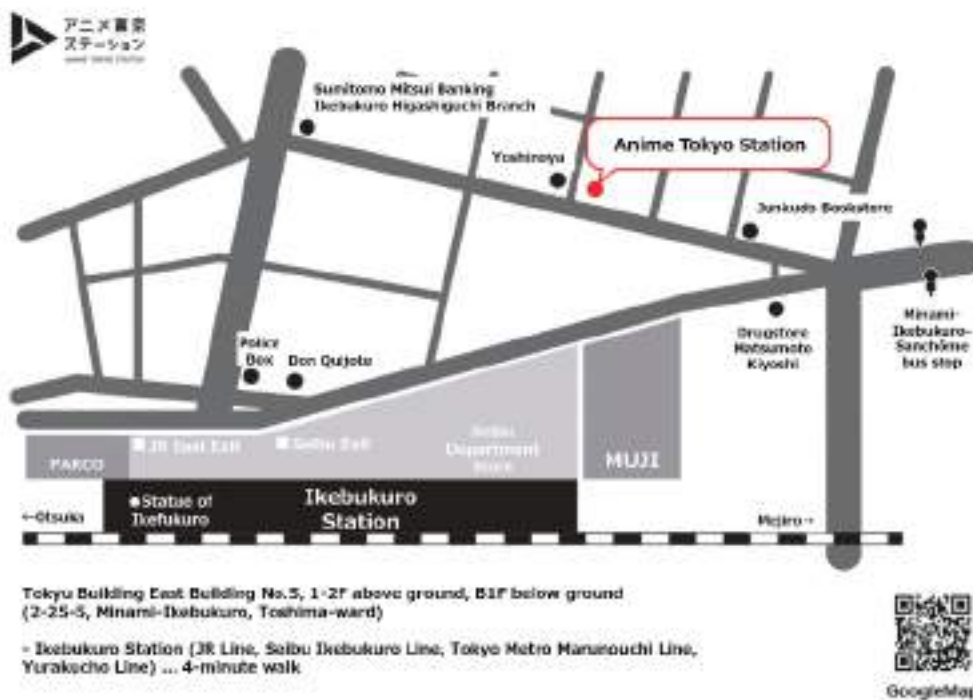 アニメ東京
ステーション
ANIME TOKYO STATION
Sumitomo Mitsui Banking
Ikebukuro Higashiguchi Branch
Yoshinoya
Anime Tokyo Station
Junkudo Bookstore
Minami-
Ikebukuro-
Sanchōme
bus stop
Drugstore
Matsumoto
Kiyoshi
Police
Box
Don Quijote
JR East Exit
Seibu Exit
Seibu
Department
Store
PARCO
MUJI
Statue of
Ikefukuro
Ikebukuro
Station
←Otsuka
Mejiro→
Tokyu Building East Building No.5, 1-2F above ground, B1F below ground
(2-25-5, Minami-Ikebukuro, Toshima-ward)
- Ikebukuro Station (JR Line, Seibu Ikebukuro Line, Tokyo Metro Marunouchi Line,
Yurakucho Line) ... 4-minute walk
GoogleMap